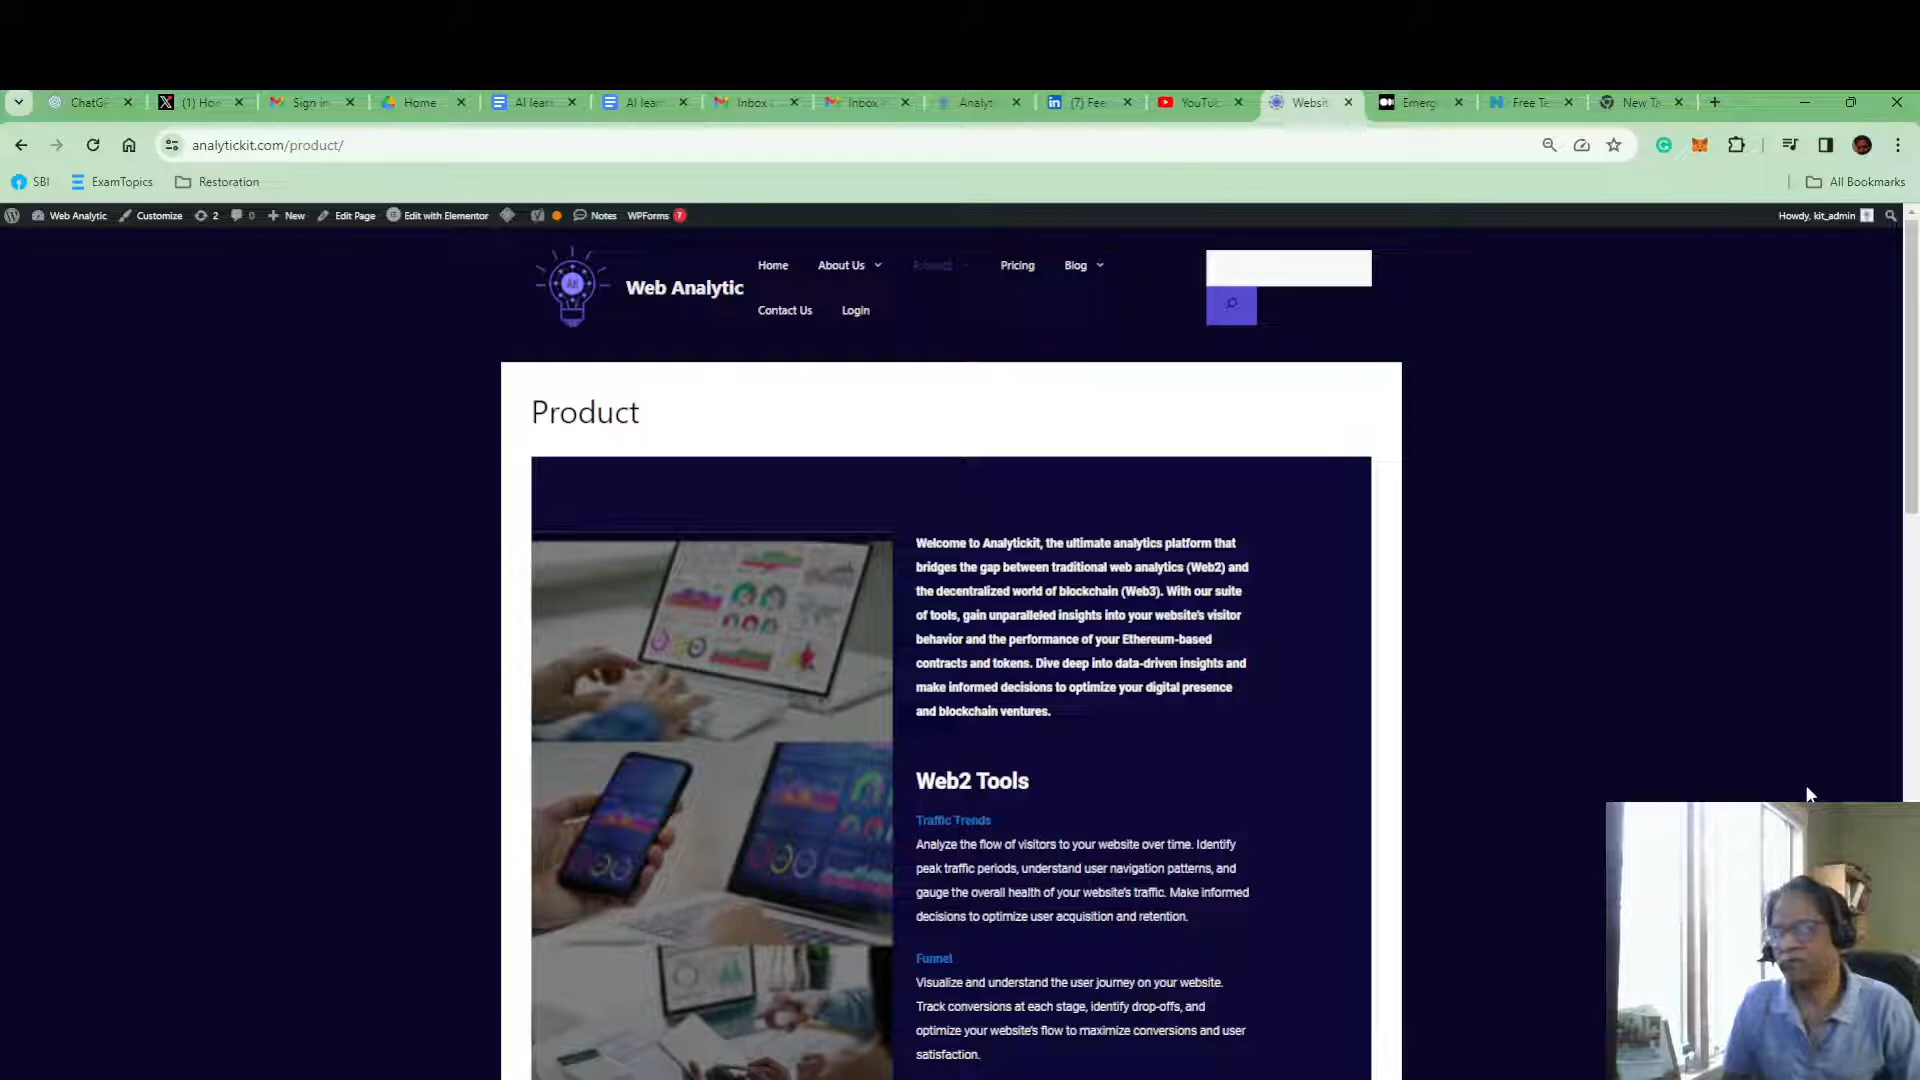 ChatG
(1) Ho
Sign in
Home
AI lear
AI lear
Inbox
Inbox
Analyt
(7) Fee
YouTu
Websit
Emerg
Free Te
New Ta
analytickit.com/product/
SBI
ExamTopics
Restoration
All Bookmarks
Web Analytic
Customize
2
0
New
Edit Page
Edit with Elementor
Notes
WPForms 7
Howdy, kit_admin
Web Analytic
Home
About Us
Product
Pricing
Blog
Contact Us
Login
Product
Welcome to Analytickit, the ultimate analytics platform that
bridges the gap between traditional web analytics (Web2) and
the decentralized world of blockchain (Web3). With our suite
of tools, gain unparalleled insights into your website's visitor
behavior and the performance of your Ethereum-based
contracts and tokens. Dive deep into data-driven insights and
make informed decisions to optimize your digital presence
and blockchain ventures.
Web2 Tools
Traffic Trends
Analyze the flow of visitors to your website over time. Identify
peak traffic periods, understand user navigation patterns, and
gauge the overall health of your website's traffic. Make informed
decisions to optimize user acquisition and retention.
Funnel
Visualize and understand the user journey on your website.
Track conversions at each stage, identify drop-offs, and
optimize your website's flow to maximize conversions and user
satisfaction.